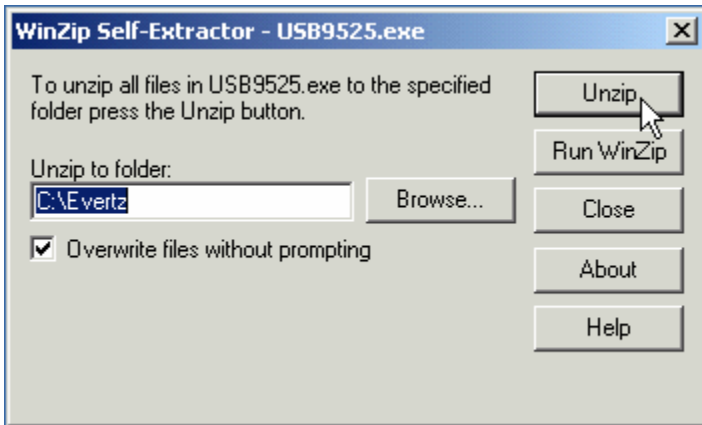 WinZip Self-Extractor - USB9525.exe
To unzip all files in USB9525.exe to the specified
folder press the Unzip button.
Unzip to folder:
C:\Evertz
Browse...
Overwrite files without prompting
Unzip
Run WinZip
Close
About
Help